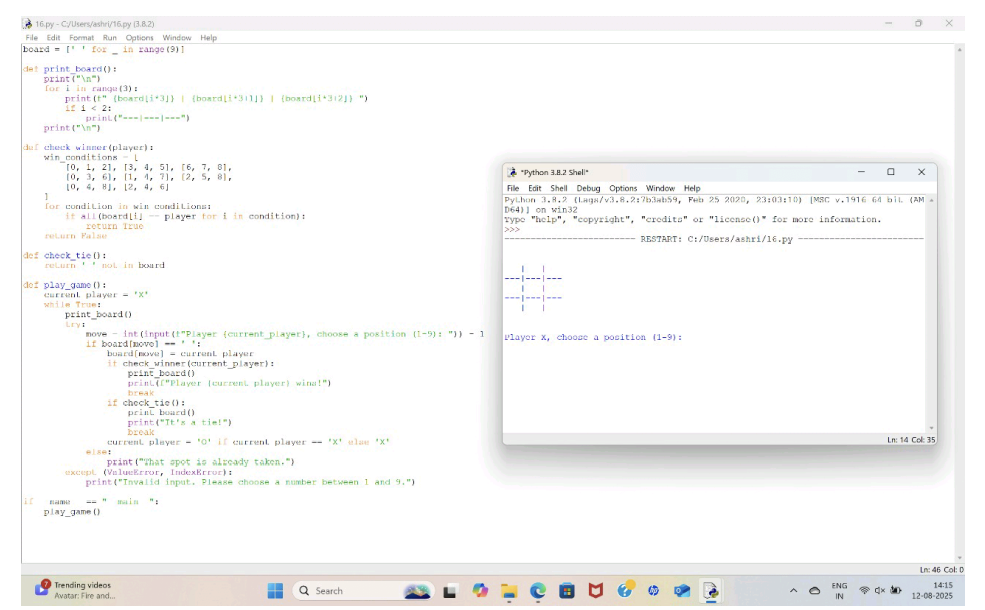 16.py - C:/Users/ashri/16.py (3.8.2)
File Edit Format Run Options Window Help
board = [' ' for _ in range(9)]
def print_board():
    print("\n")
    for i in range(3):
        print(f" {board[i*3]} | {board[i*3+1]} | {board[i*3+2]} ")
        if i < 2:
            print("---|---|---")
    print("\n")
def check_winner(player):
    win_conditions = [
        [0, 1, 2], [3, 4, 5], [6, 7, 8],
        [0, 3, 6], [1, 4, 7], [2, 5, 8],
        [0, 4, 8], [2, 4, 6]
    ]
    for condition in win_conditions:
        if all(board[i] == player for i in condition):
            return True
    return False
def check_tie():
    return ' ' not in board
def play_game():
    current_player = 'X'
    while True:
        print_board()
        try:
            move = int(input(f"Player {current_player}, choose a position (1-9): ")) - 1
            if board[move] == ' ':
                board[move] = current_player
                if check_winner(current_player):
                    print_board()
                    print(f"Player {current_player} wins!")
                    break
                if check_tie():
                    print_board()
                    print("It's a tie!")
                    break
                current_player = 'O' if current_player == 'X' else 'X'
            else:
                print("That spot is already taken.")
        except (ValueError, IndexError):
            print("Invalid input. Please choose a number between 1 and 9.")
if __name__ == "__main__":
    play_game()
Ln: 46 Col: 0
*Python 3.8.2 Shell*
File Edit Shell Debug Options Window Help
Python 3.8.2 (tags/v3.8.2:7b3ab59, Feb 25 2020, 23:03:10) [MSC v.1916 64 bit (AM
D64)] on win32
Type "help", "copyright", "credits" or "license()" for more information.
>>>
========================= RESTART: C:/Users/ashri/16.py ========================
   |   |
---|---|---
   |   |
---|---|---
   |   |
Player X, choose a position (1-9):
Ln: 14 Col: 35
7
Trending videos
Avatar: Fire and...
Search
ENG
IN
14:15
12-08-2025